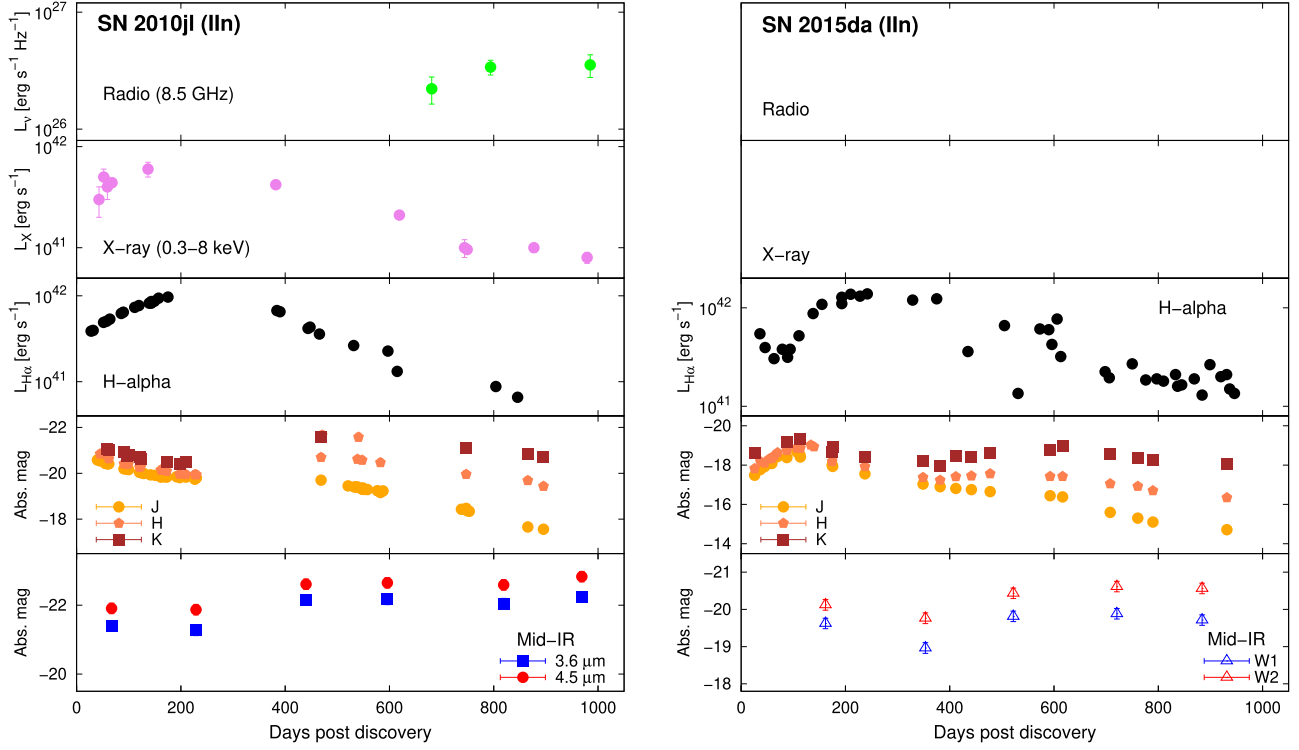 SN 2010jl (IIn)
10^27
10^26
L_ν [erg s^−1 Hz^−1]
Radio (8.5 GHz)
10^42
10^41
L_X [erg s^−1]
X−ray (0.3−8 keV)
10^42
10^41
L_Hα [erg s^−1]
H−alpha
-22
-20
-18
Abs. mag
J
H
K
-22
-20
Abs. mag
Mid−IR
3.6 μm
4.5 μm
0 200 400 600 800 1000
Days post discovery
SN 2015da (IIn)
Radio
X−ray
10^42
10^41
L_Hα [erg s^−1]
H−alpha
-20
-18
-16
-14
Abs. mag
J
H
K
-21
-20
-19
-18
Abs. mag
Mid−IR
W1
W2
0 200 400 600 800 1000
Days post discovery